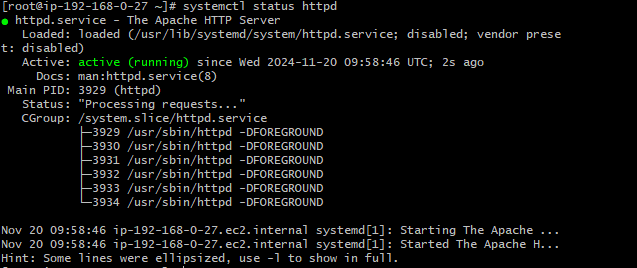 [root@ip-192-168-0-27 ~]# systemctl status httpd
● httpd.service - The Apache HTTP Server
   Loaded: loaded (/usr/lib/systemd/system/httpd.service; disabled; vendor prese
t: disabled)
   Active: active (running) since Wed 2024-11-20 09:58:46 UTC; 2s ago
     Docs: man:httpd.service(8)
 Main PID: 3929 (httpd)
   Status: "Processing requests..."
   CGroup: /system.slice/httpd.service
           ├─3929 /usr/sbin/httpd -DFOREGROUND
           ├─3930 /usr/sbin/httpd -DFOREGROUND
           ├─3931 /usr/sbin/httpd -DFOREGROUND
           ├─3932 /usr/sbin/httpd -DFOREGROUND
           ├─3933 /usr/sbin/httpd -DFOREGROUND
           └─3934 /usr/sbin/httpd -DFOREGROUND
Nov 20 09:58:46 ip-192-168-0-27.ec2.internal systemd[1]: Starting The Apache ...
Nov 20 09:58:46 ip-192-168-0-27.ec2.internal systemd[1]: Started The Apache H...
Hint: Some lines were ellipsized, use -l to show in full.